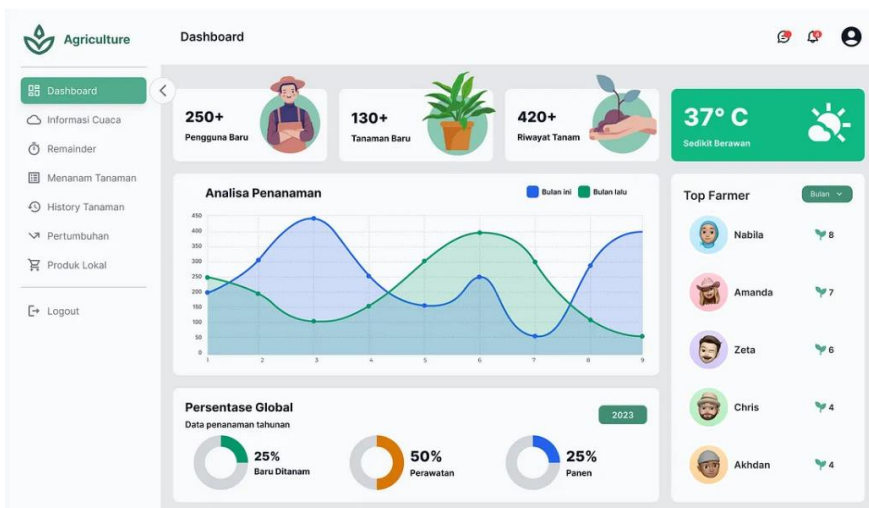 Agriculture
Dashboard
4
Dashboard
Informasi Cuaca
Remainder
Menanam Tanaman
History Tanaman
Pertumbuhan
Produk Lokal
Logout
250+
Pengguna Baru
130+
Tanaman Baru
420+
Riwayat Tanam
37° C
Sedikit Berawan
Analisa Penanaman
Bulan ini
Bulan lalu
450
400
350
300
250
200
150
100
50
0
1 2 3 4 5 6 7 8 9
Persentase Global
Data penanaman tahunan
2023
25%
Baru Ditanam
50%
Perawatan
25%
Panen
Top Farmer
Bulan
Nabila 8
Amanda 7
Zeta 6
Chris 4
Akhdan 4